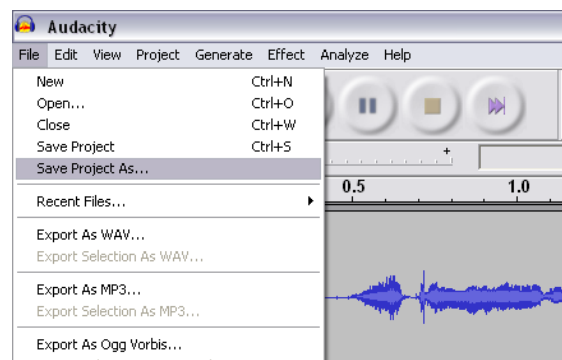 Audacity
File Edit View Project Generate Effect Analyze Help
New Ctrl+N
Open... Ctrl+O
Close Ctrl+W
Save Project Ctrl+S
Save Project As...
Recent Files...
Export As WAV...
Export Selection As WAV...
Export As MP3...
Export Selection As MP3...
Export As Ogg Vorbis...
+
0.5 1.0